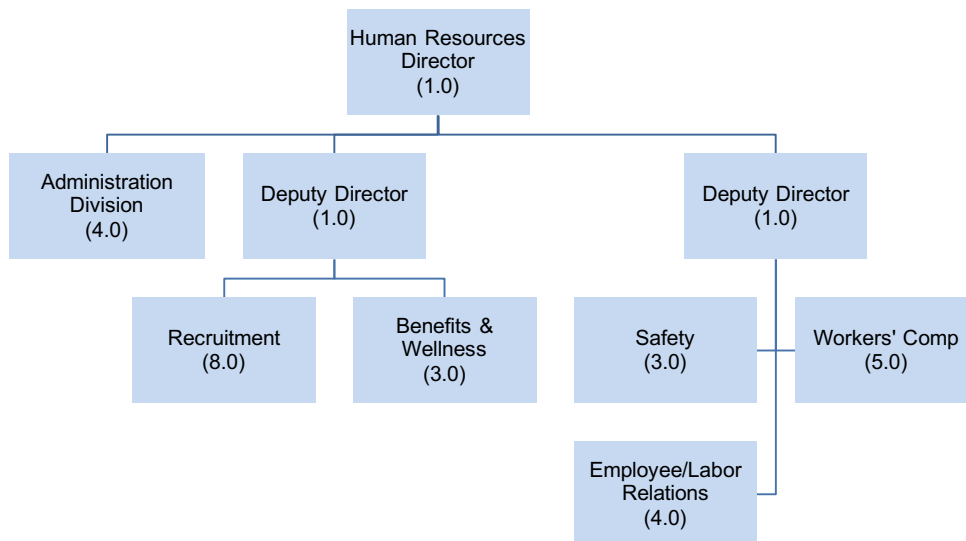 Human Resources
Director
(1.0)
Administration
Division
(4.0)
Deputy Director
(1.0)
Deputy Director
(1.0)
Recruitment
(8.0)
Benefits &
Wellness
(3.0)
Safety
(3.0)
Workers' Comp
(5.0)
Employee/Labor
Relations
(4.0)